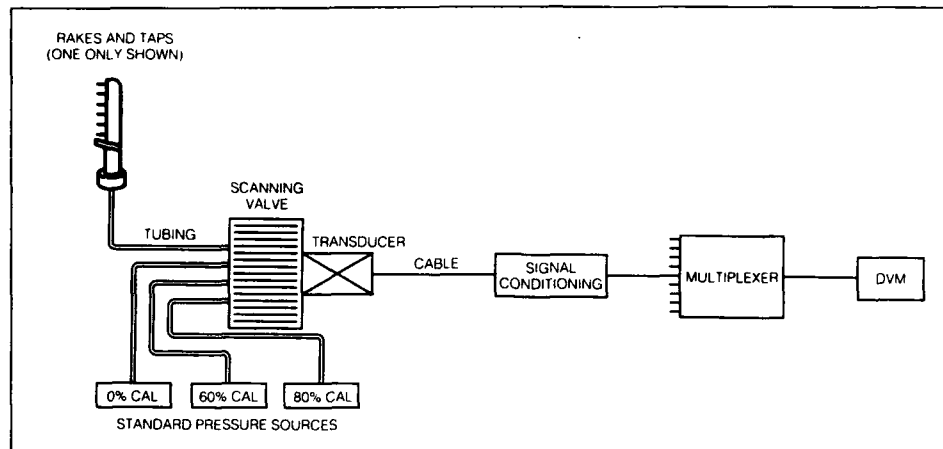 RAKES AND TAPS
(ONE ONLY SHOWN)
SCANNING
VALVE
TUBING
TRANSDUCER
CABLE
SIGNAL
CONDITIONING
MULTIPLEXER
DVM
0% CAL
60% CAL
80% CAL
STANDARD PRESSURE SOURCES